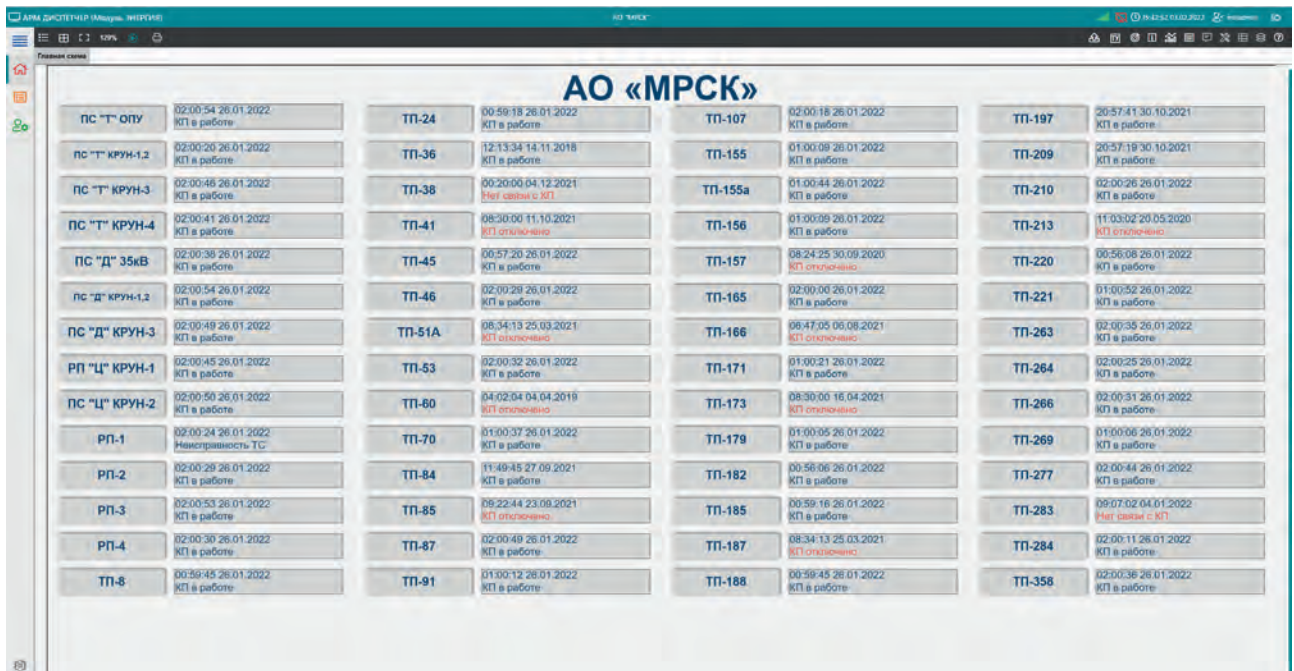 АРМ ДИСПЕТЧЕР (Модуль ЭНЕРГИЯ)
АО "МРСК"
03.02.2022
129%
Главная схема
АО «МРСК»
ПС "Т" ОПУ
02:00:54 26.01.2022
КП в работе
ПС "Т" КРУН-1,2
02:00:20 26.01.2022
КП в работе
ПС "Т" КРУН-3
02:00:46 26.01.2022
КП в работе
ПС "Т" КРУН-4
02:00:41 26.01.2022
КП в работе
ПС "Д" 35кВ
02:00:38 26.01.2022
КП в работе
ПС "Д" КРУН-1,2
02:00:54 26.01.2022
КП в работе
ПС "Д" КРУН-3
02:00:49 26.01.2022
КП в работе
РП "Ц" КРУН-1
02:00:45 26.01.2022
КП в работе
ПС "Ц" КРУН-2
02:00:50 26.01.2022
КП в работе
РП-1
02:00:24 26.01.2022
Неисправность ТС
РП-2
02:00:29 26.01.2022
КП в работе
РП-3
02:00:53 26.01.2022
КП в работе
РП-4
02:00:30 26.01.2022
КП в работе
ТП-8
00:59:45 26.01.2022
КП в работе
ТП-24
00:59:18 26.01.2022
КП в работе
ТП-36
12:13:34 14.11.2018
КП в работе
ТП-38
00:20:00 04.12.2021
Нет связи с КП
ТП-41
08:30:00 11.10.2021
КП отключено
ТП-45
00:57:20 26.01.2022
КП в работе
ТП-46
02:00:29 26.01.2022
КП в работе
ТП-51А
08:34:13 25.03.2021
КП отключено
ТП-53
02:00:32 26.01.2022
КП в работе
ТП-60
04:02:04 04.04.2019
КП отключено
ТП-70
01:00:37 26.01.2022
КП в работе
ТП-84
11:49:45 27.09.2021
КП в работе
ТП-85
09:22:44 23.09.2021
КП отключено
ТП-87
02:00:49 26.01.2022
КП в работе
ТП-91
01:00:12 26.01.2022
КП в работе
ТП-107
02:00:18 26.01.2022
КП в работе
ТП-155
01:00:09 26.01.2022
КП в работе
ТП-155а
01:00:44 26.01.2022
КП в работе
ТП-156
01:00:09 26.01.2022
КП в работе
ТП-157
08:24:25 30.09.2020
КП отключено
ТП-165
02:00:00 26.01.2022
КП в работе
ТП-166
08:47:05 06.08.2021
КП отключено
ТП-171
01:00:21 26.01.2022
КП в работе
ТП-173
08:30:00 16.04.2021
КП отключено
ТП-179
01:00:05 26.01.2022
КП в работе
ТП-182
00:56:06 26.01.2022
КП в работе
ТП-185
00:59:16 26.01.2022
КП в работе
ТП-187
08:34:13 25.03.2021
КП отключено
ТП-188
00:59:45 26.01.2022
КП в работе
ТП-197
20:57:41 30.10.2021
КП в работе
ТП-209
20:57:19 30.10.2021
КП в работе
ТП-210
02:00:26 26.01.2022
КП в работе
ТП-213
11:03:02 20.05.2020
КП отключено
ТП-220
00:56:08 26.01.2022
КП в работе
ТП-221
01:00:52 26.01.2022
КП в работе
ТП-263
02:00:35 26.01.2022
КП в работе
ТП-264
02:00:25 26.01.2022
КП в работе
ТП-266
02:00:31 26.01.2022
КП в работе
ТП-269
01:00:06 26.01.2022
КП в работе
ТП-277
02:00:44 26.01.2022
КП в работе
ТП-283
09:07:02 04.01.2022
Нет связи с КП
ТП-284
02:00:11 26.01.2022
КП в работе
ТП-358
02:00:36 26.01.2022
КП в работе